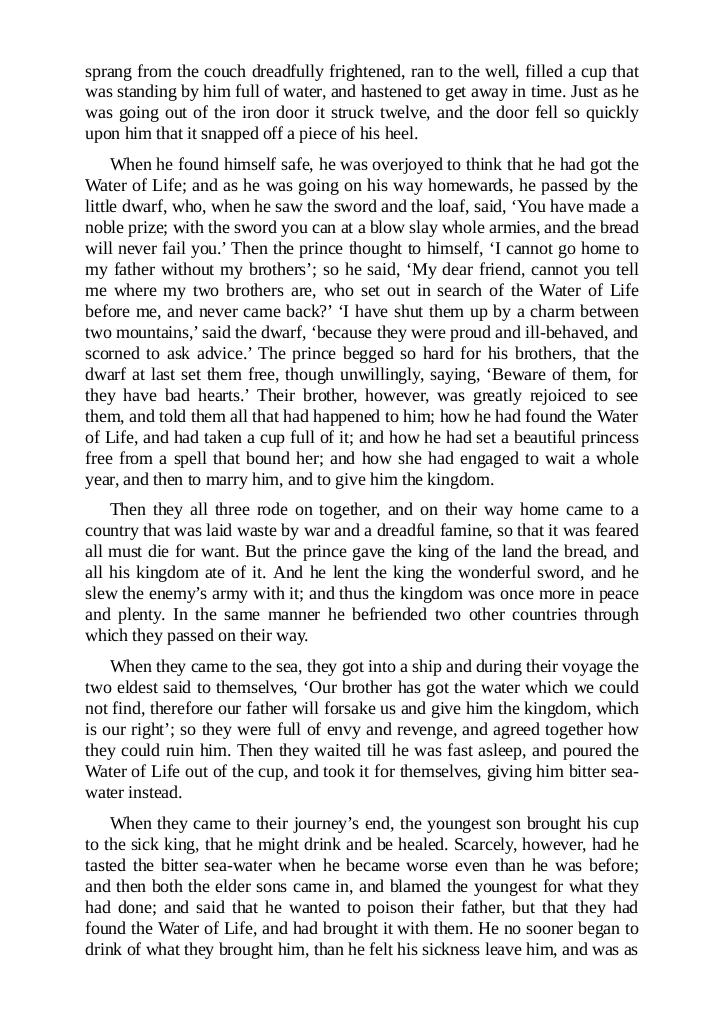 sprang from the couch dreadfully frightened, ran to the well, filled a cup that
was standing by him full of water, and hastened to get away in time. Just as he
was going out of the iron door it struck twelve, and the door fell so quickly
upon him that it snapped off a piece of his heel.
When he found himself safe, he was overjoyed to think that he had got the
Water of Life; and as he was going on his way homewards, he passed by the
little dwarf, who, when he saw the sword and the loaf, said, ‘You have made a
noble prize; with the sword you can at a blow slay whole armies, and the bread
will never fail you.’ Then the prince thought to himself, ‘I cannot go home to
my father without my brothers’; so he said, ‘My dear friend, cannot you tell
me where my two brothers are, who set out in search of the Water of Life
before me, and never came back?’ ‘I have shut them up by a charm between
two mountains,’ said the dwarf, ‘because they were proud and ill-behaved, and
scorned to ask advice.’ The prince begged so hard for his brothers, that the
dwarf at last set them free, though unwillingly, saying, ‘Beware of them, for
they have bad hearts.’ Their brother, however, was greatly rejoiced to see
them, and told them all that had happened to him; how he had found the Water
of Life, and had taken a cup full of it; and how he had set a beautiful princess
free from a spell that bound her; and how she had engaged to wait a whole
year, and then to marry him, and to give him the kingdom.
Then they all three rode on together, and on their way home came to a
country that was laid waste by war and a dreadful famine, so that it was feared
all must die for want. But the prince gave the king of the land the bread, and
all his kingdom ate of it. And he lent the king the wonderful sword, and he
slew the enemy’s army with it; and thus the kingdom was once more in peace
and plenty. In the same manner he befriended two other countries through
which they passed on their way.
When they came to the sea, they got into a ship and during their voyage the
two eldest said to themselves, ‘Our brother has got the water which we could
not find, therefore our father will forsake us and give him the kingdom, which
is our right’; so they were full of envy and revenge, and agreed together how
they could ruin him. Then they waited till he was fast asleep, and poured the
Water of Life out of the cup, and took it for themselves, giving him bitter sea-
water instead.
When they came to their journey’s end, the youngest son brought his cup
to the sick king, that he might drink and be healed. Scarcely, however, had he
tasted the bitter sea-water when he became worse even than he was before;
and then both the elder sons came in, and blamed the youngest for what they
had done; and said that he wanted to poison their father, but that they had
found the Water of Life, and had brought it with them. He no sooner began to
drink of what they brought him, than he felt his sickness leave him, and was as